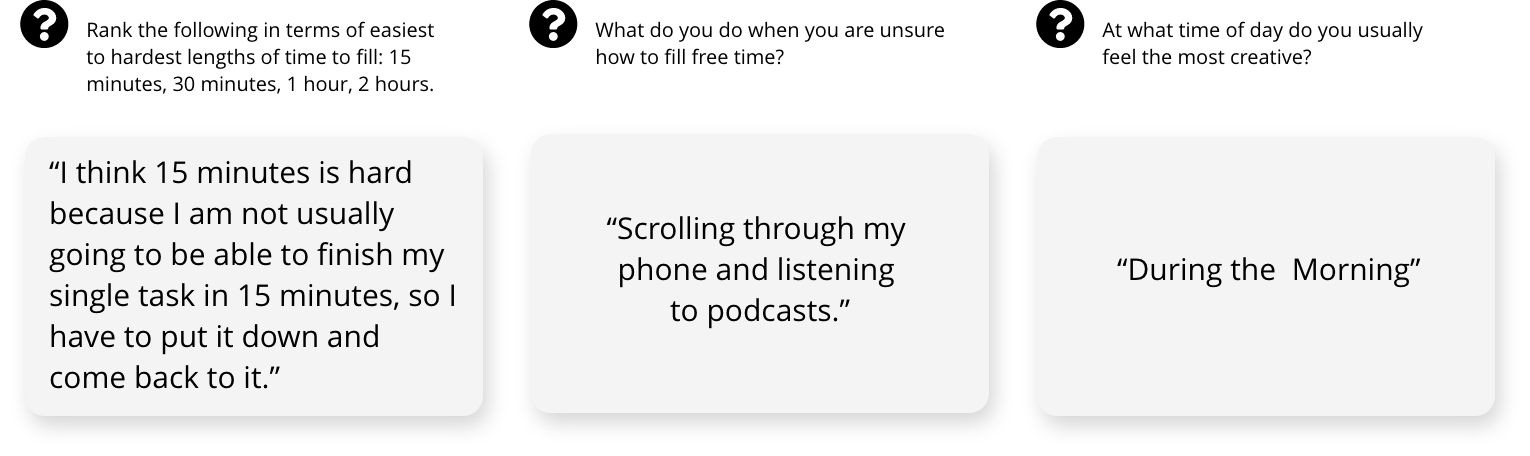 Rank the following in terms of easiest
to hardest lengths of time to fill: 15
minutes, 30 minutes, 1 hour, 2 hours.
“I think 15 minutes is hard
because I am not usually
going to be able to finish my
single task in 15 minutes, so I
have to put it down and
come back to it.”
What do you do when you are unsure
how to fill free time?
“Scrolling through my
phone and listening
to podcasts.”
At what time of day do you usually
feel the most creative?
“During the  Morning”